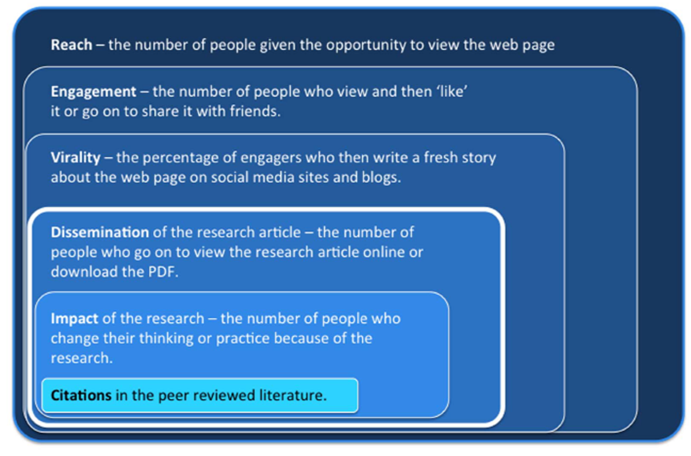 Reach – the number of people given the opportunity to view the web page
Engagement – the number of people who view and then ‘like’
it or go on to share it with friends.
Virality – the percentage of engagers who then write a fresh story
about the web page on social media sites and blogs.
Dissemination of the research article – the number of
people who go on to view the research article online or
download the PDF.
Impact of the research – the number of people who
change their thinking or practice because of the
research.
Citations in the peer reviewed literature.